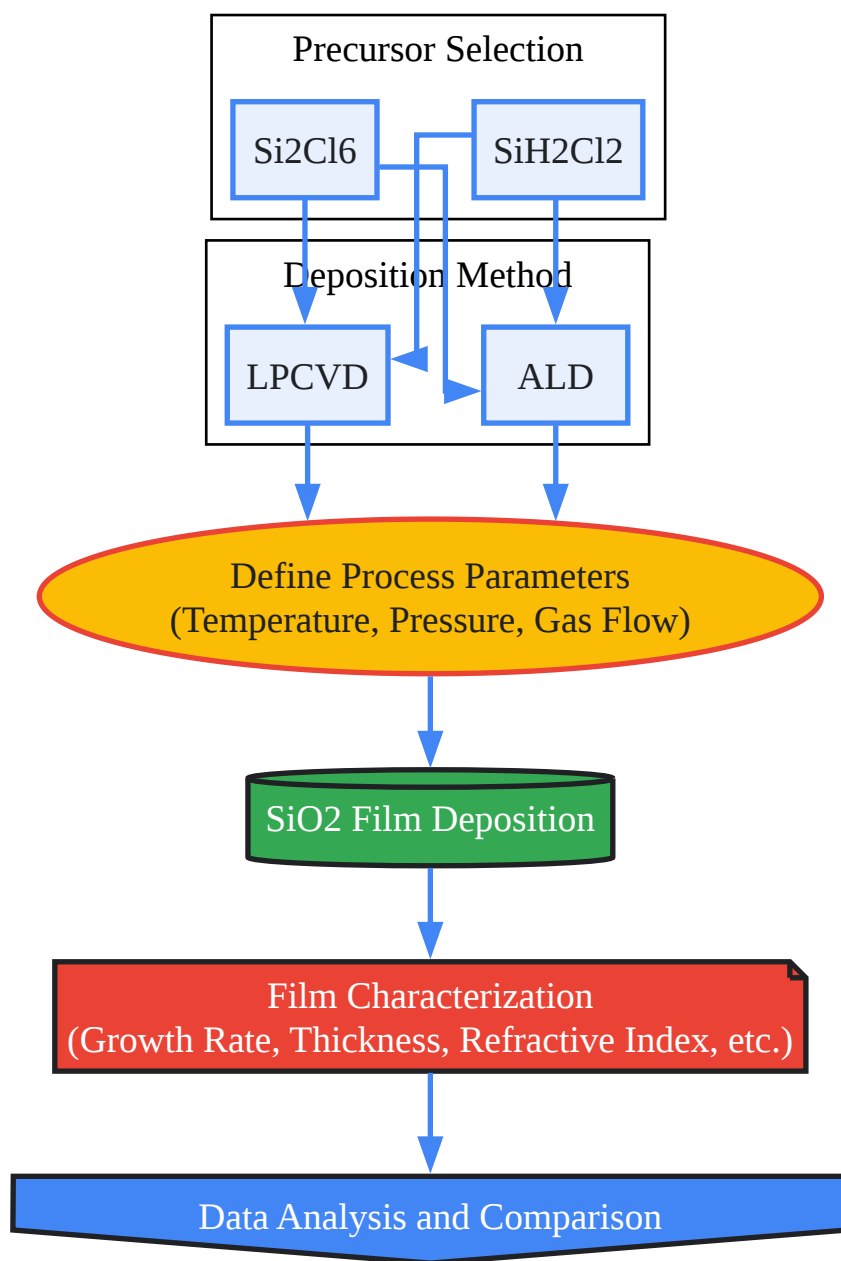 Precursor Selection
Si2Cl6
SiH2Cl2
Deposition Method
LPCVD
ALD
Define Process Parameters
(Temperature, Pressure, Gas Flow)
SiO2 Film Deposition
Film Characterization
(Growth Rate, Thickness, Refractive Index, etc.)
Data Analysis and Comparison